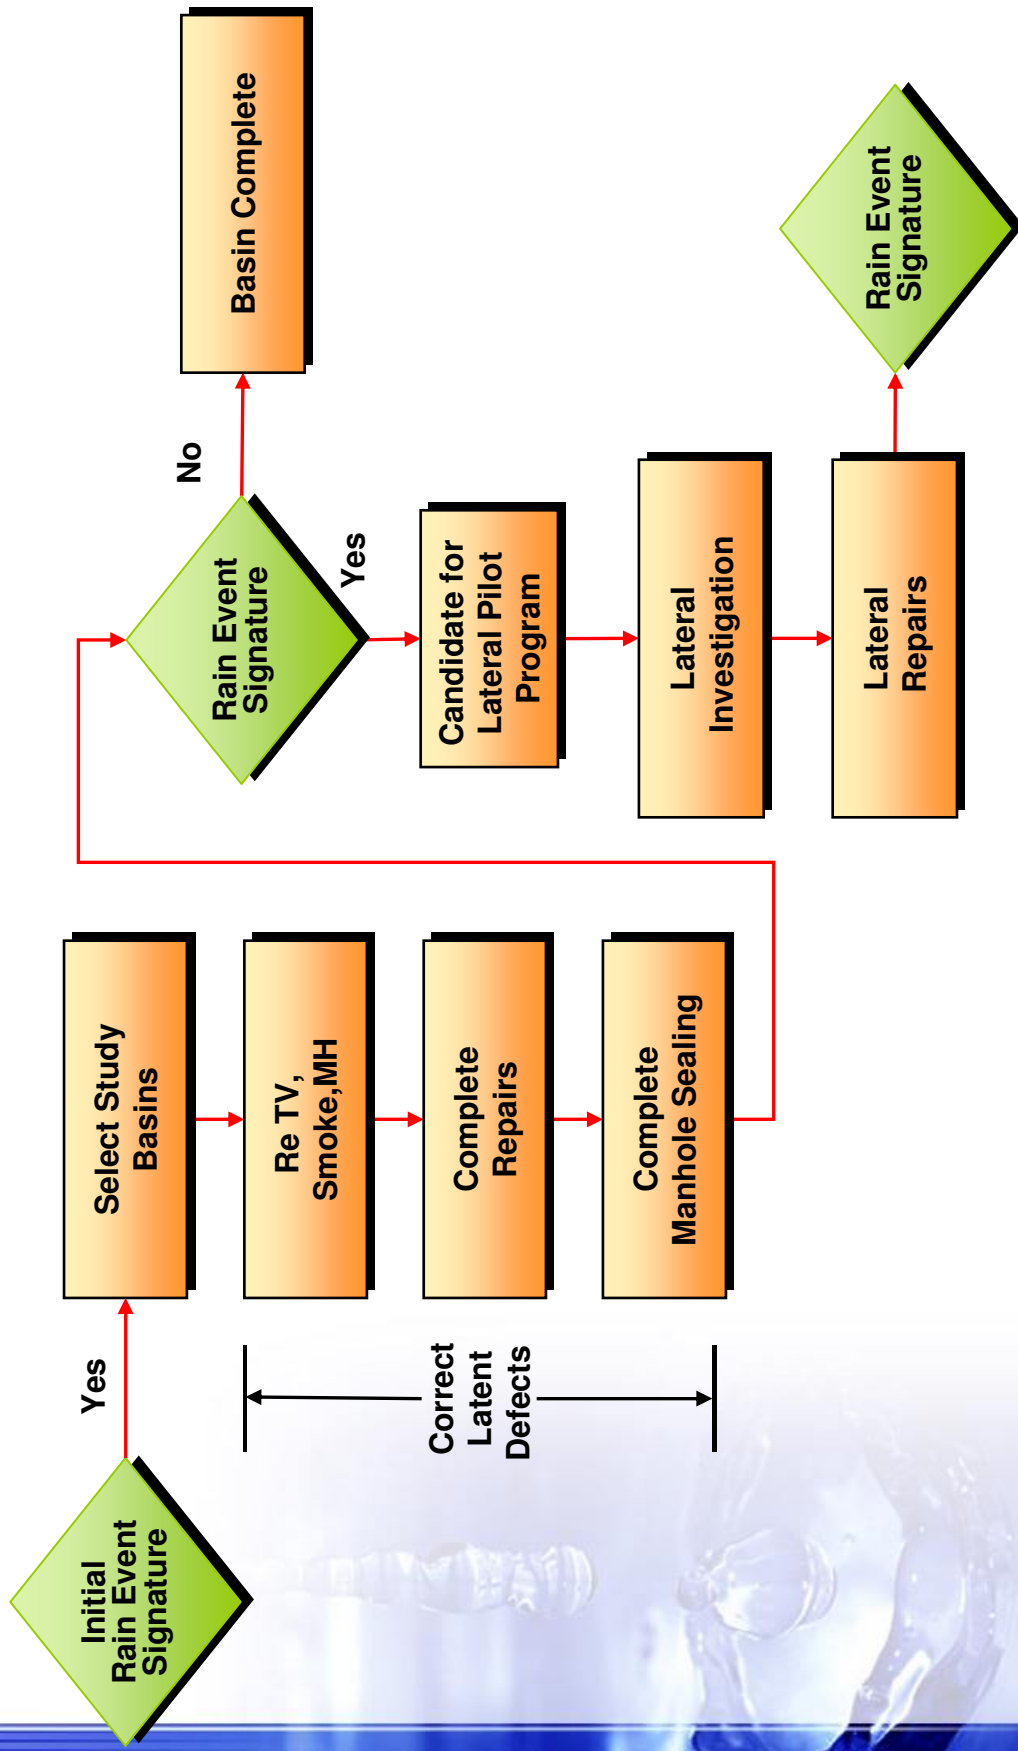 Initial
Rain Event
Signature
Yes
Select Study
Basins
Re TV,
Smoke,MH
Complete
Repairs
Complete
Manhole Sealing
Correct
Latent
Defects
Rain Event
Signature
No
Basin Complete
Yes
Candidate for
Lateral Pilot
Program
Lateral
Investigation
Lateral
Repairs
Rain Event
Signature